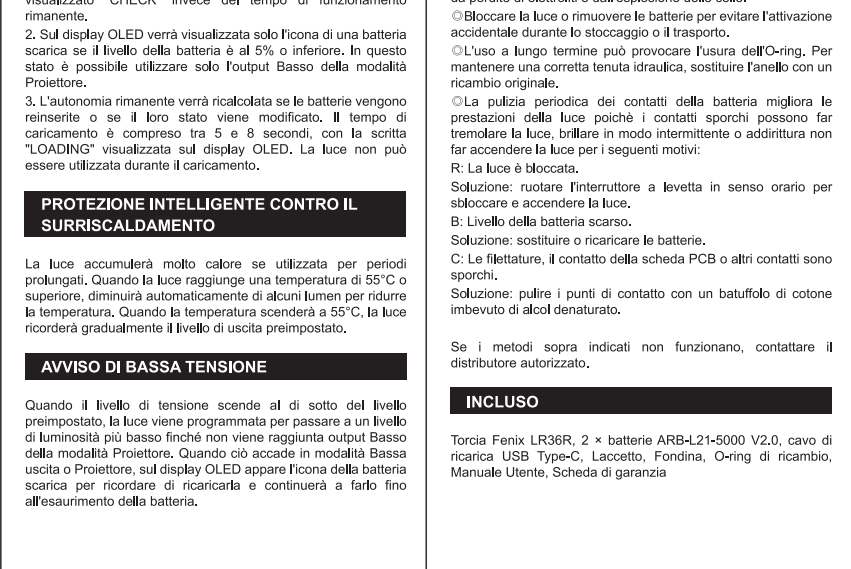 visualizzato "CHECK" invece del tempo di funzionamento
rimanente.
2. Sul display OLED verrà visualizzata solo l'icona di una batteria
scarica se il livello della batteria è al 5% o inferiore. In questo
stato è possibile utilizzare solo l'output Basso della modalità
Proiettore.
3. L'autonomia rimanente verrà ricalcolata se le batterie vengono
reinserite o se il loro stato viene modificato. Il tempo di
caricamento è compreso tra 5 e 8 secondi, con la scritta
"LOADING" visualizzata sul display OLED. La luce non può
essere utilizzata durante il caricamento.
PROTEZIONE INTELLIGENTE CONTRO IL
SURRISCALDAMENTO
La luce accumulerà molto calore se utilizzata per periodi
prolungati. Quando la luce raggiunge una temperatura di 55°C o
superiore, diminuirà automaticamente di alcuni lumen per ridurre
la temperatura. Quando la temperatura scenderà a 55°C, la luce
ricorderà gradualmente il livello di uscita preimpostato.
AVVISO DI BASSA TENSIONE
Quando il livello di tensione scende al di sotto del livello
preimpostato, la luce viene programmata per passare a un livello
di luminosità più basso finché non viene raggiunta output Basso
della modalità Proiettore. Quando ciò accade in modalità Bassa
uscita o Proiettore, sul display OLED appare l'icona della batteria
scarica per ricordare di ricaricarla e continuerà a farlo fino
all'esaurimento della batteria.
da perdite di elettroliti o dall'esplosione delle celle.
◎Bloccare la luce o rimuovere le batterie per evitare l'attivazione
accidentale durante lo stoccaggio o il trasporto.
◎L'uso a lungo termine può provocare l'usura dell'O-ring. Per
mantenere una corretta tenuta idraulica, sostituire l'anello con un
ricambio originale.
◎La pulizia periodica dei contatti della batteria migliora le
prestazioni della luce poichè i contatti sporchi possono far
tremolare la luce, brillare in modo intermittente o addirittura non
far accendere la luce per i seguenti motivi:
R: La luce è bloccata.
Soluzione: ruotare l'interruttore a levetta in senso orario per
sbloccare e accendere la luce.
B: Livello della batteria scarso.
Soluzione: sostituire o ricaricare le batterie.
C: Le filettature, il contatto della scheda PCB o altri contatti sono
sporchi.
Soluzione: pulire i punti di contatto con un batuffolo di cotone
imbevuto di alcol denaturato.
Se i metodi sopra indicati non funzionano, contattare il
distributore autorizzato.
INCLUSO
Torcia Fenix LR36R, 2 × batterie ARB-L21-5000 V2.0, cavo di
ricarica USB Type-C, Laccetto, Fondina, O-ring di ricambio,
Manuale Utente, Scheda di garanzia